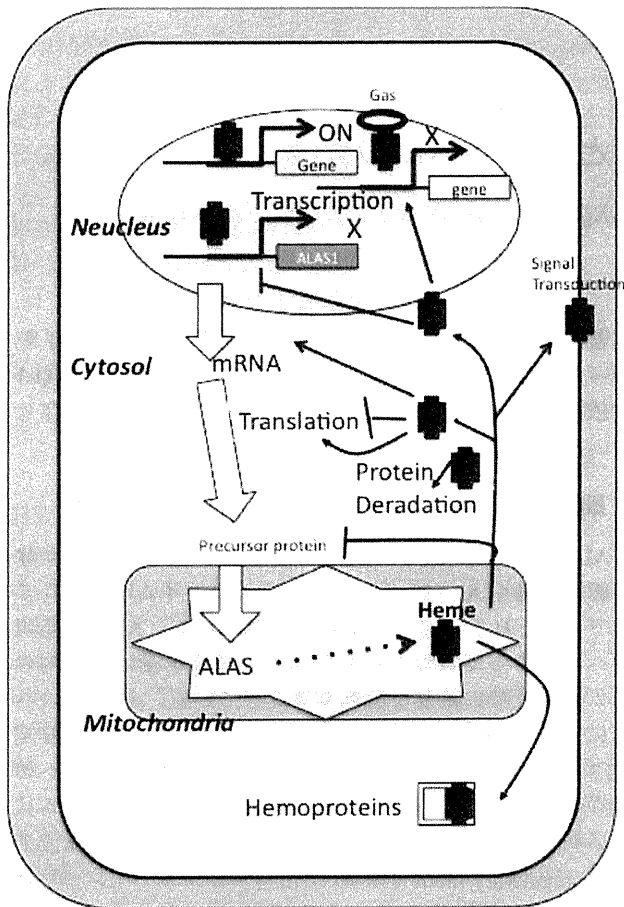 Gas
ON
X
Gene
gene
Transcription
Neucleus
X
ALAS1
Signal
Transduction
Cytosol
mRNA
Translation
Protein
Deradation
Precursor protein
Heme
ALAS
Mitochondria
Hemoproteins